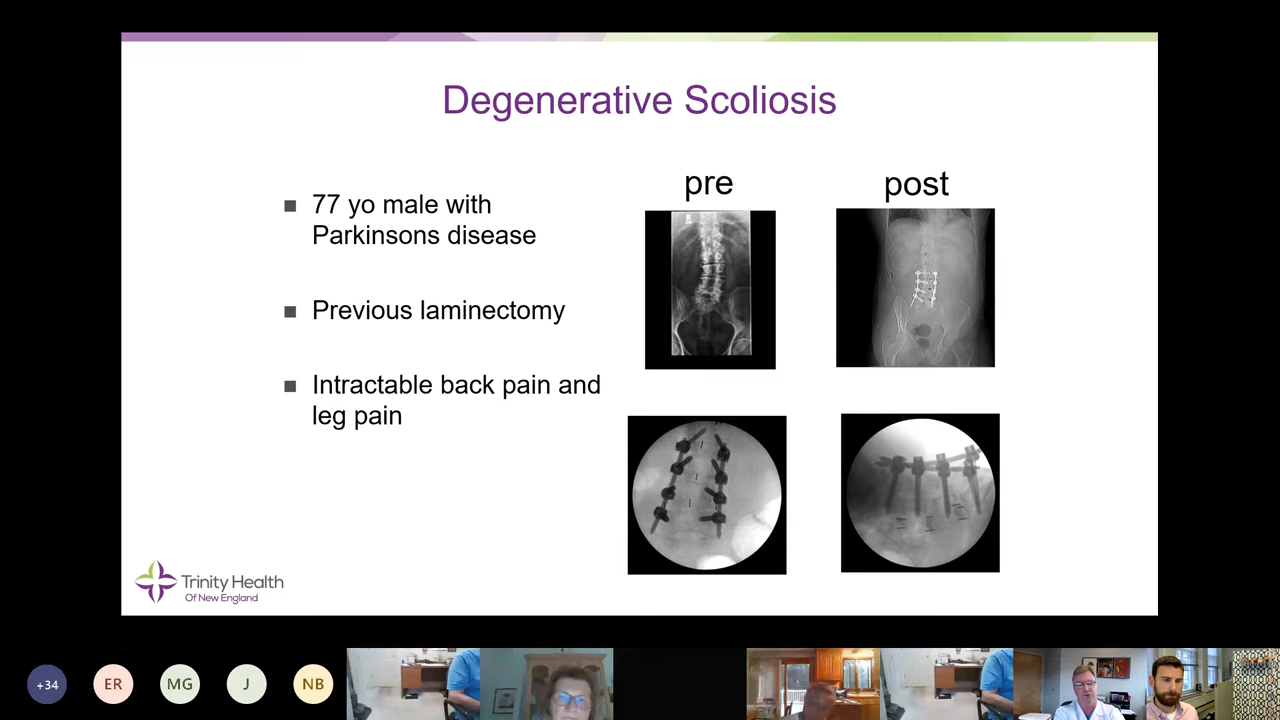 Degenerative Scoliosis
pre
post
77 yo male with
Parkinsons disease
Previous laminectomy
Intractable back pain and
leg pain
Trinity Health
Of New England
+34
ER
MG
J
NB